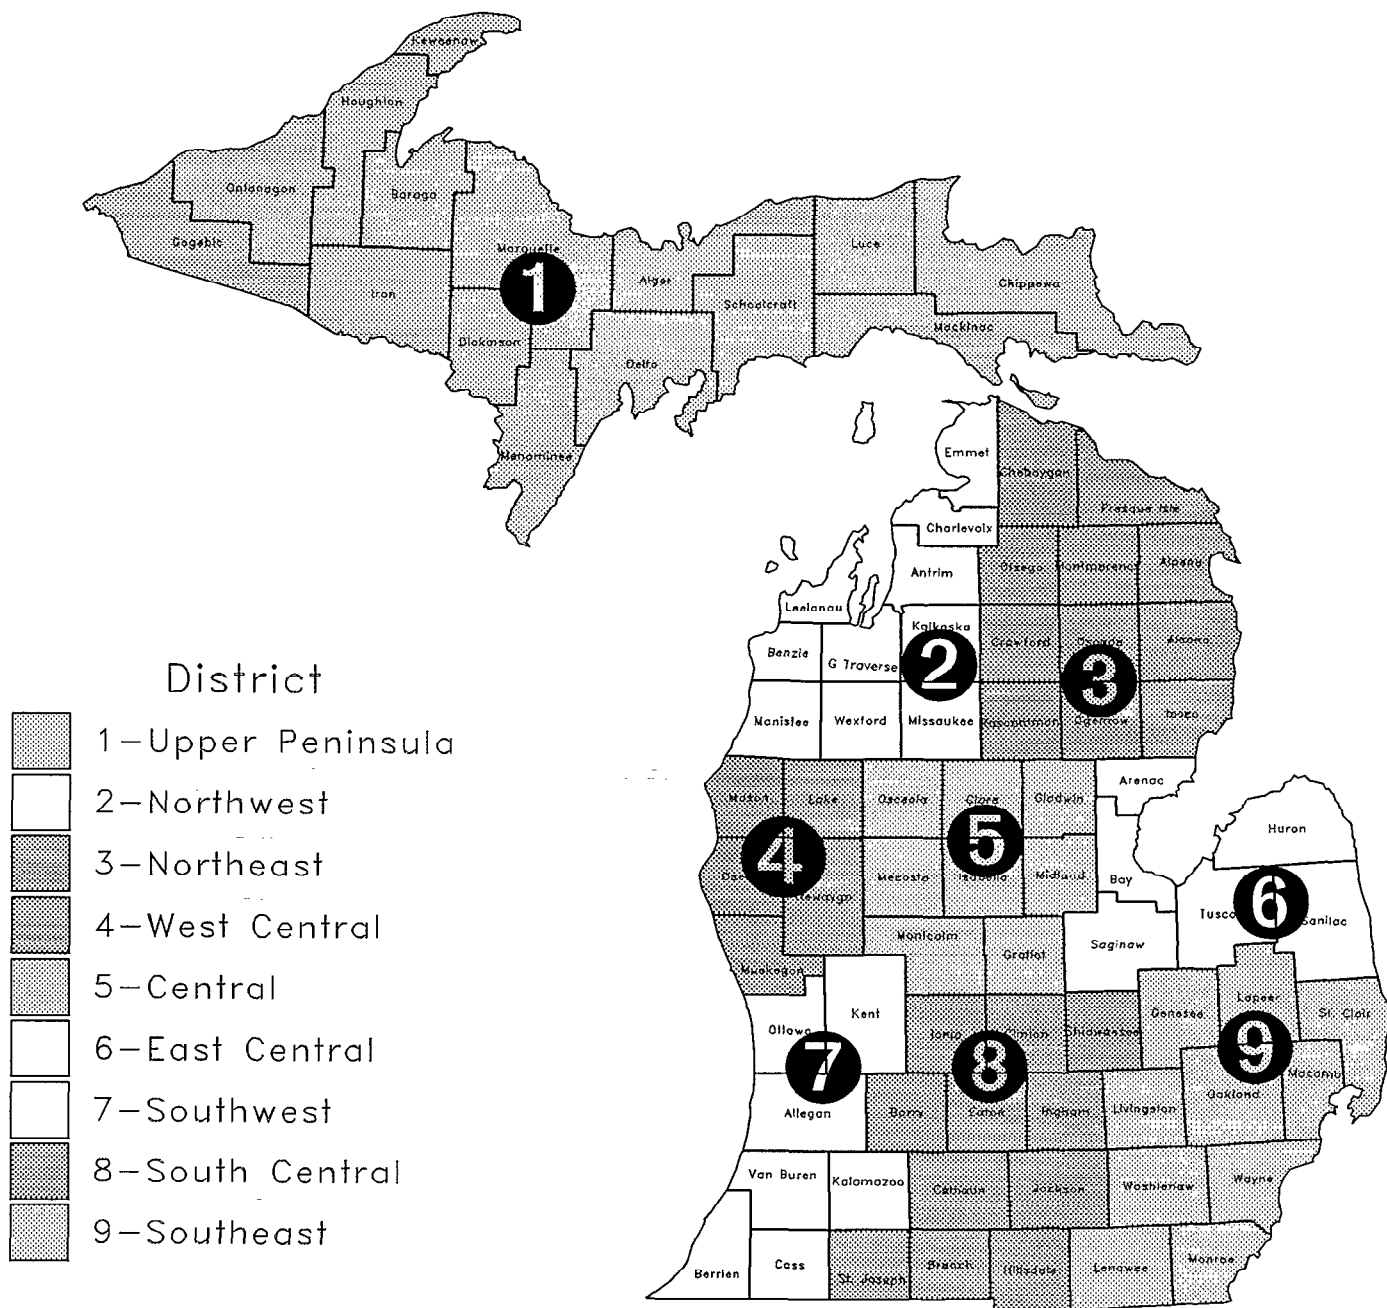 Keweenaw
Houghton
Ontonagon
Baraga
Gogebic
Marquette
Luce
1
Alger
Chippewa
Iron
Schoolcraft
Mackinac
Dickinson
Delta
Menominee
Emmet
Cheboygan
Presque Isle
Charlevoix
Antrim
Otsego
Montmorency
Alpena
Leelanau
Kalkaska
Crawford
Alcona
Benzie
G Traverse
2
3
Manistee
Wexford
Missaukee
Roscommon
Ogemaw
Iosco
District
1-Upper Peninsula
2-Northwest
3-Northeast
4-West Central
5-Central
6-East Central
7-Southwest
8-South Central
9-Southeast
Arenac
Mason
Lake
Osceola
Clare
Gladwin
Huron
4
5
Mecosta
Isabella
Midland
Bay
6
Tusco
Sanilac
Newaygo
Montcalm
Gratiot
Saginaw
Muskegon
Lapeer
Kent
Ottawa
Ionia
Clinton
Shiawassee
Genesee
St. Clair
7
8
9
Macomb
Oakland
Allegan
Barry
Eaton
Ingham
Livingston
Van Buren
Kalamazoo
Calhoun
Jackson
Washtenaw
Wayne
Berrien
Cass
St. Joseph
Branch
Hillsdale
Lenawee
Monroe